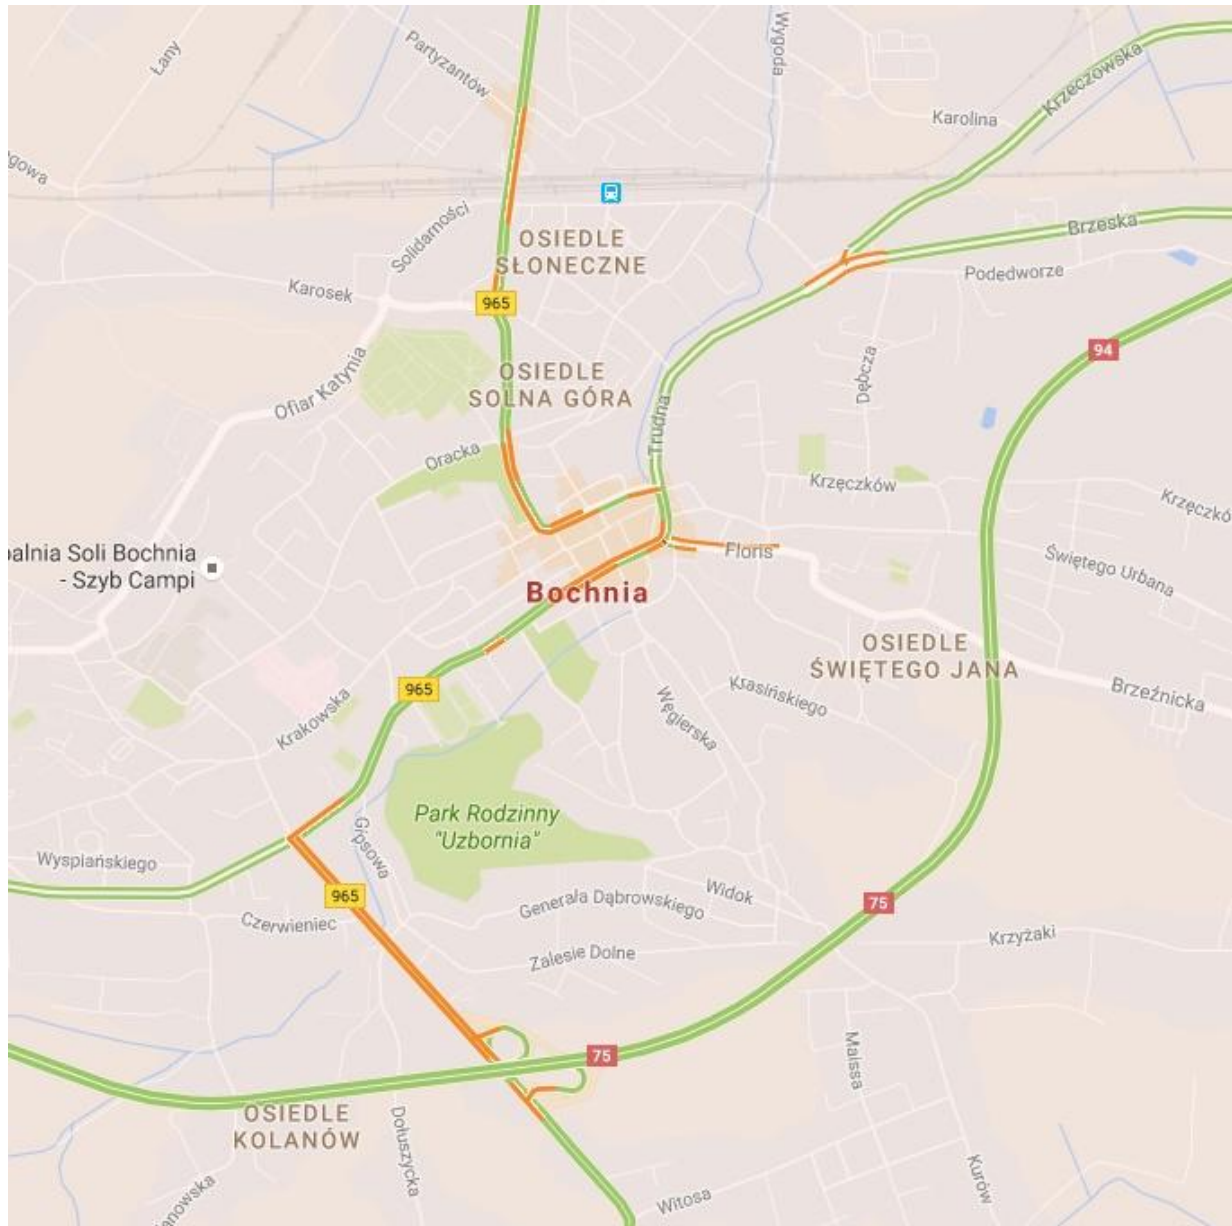 Łany
Partyzantów
Wygoda
Krzeczowska
Karolina
gowa
Solidarności
OSIEDLE
SŁONECZNE
Brzeska
Podedworze
Karosek
965
94
Ofiar Katynia
OSIEDLE
SOLNA GÓRA
Dębcza
Trudna
Oracka
Krzęczków
Krzęczkó
palnia Soli Bochnia
- Szyb Campi
Floris
Świętego Urbana
Bochnia
OSIEDLE
ŚWIĘTEGO JANA
965
Krasińskiego
Brzeźnicka
Krakowska
Węgierska
Park Rodzinny
"Uzbornia"
Gipsowa
Wyspiańskiego
965
Widok
75
Generała Dąbrowskiego
Czerwieniec
Krzyżaki
Zalesie Dolne
75
Maissa
OSIEDLE
KOLANÓW
Dołuszycka
Kurów
anowska
Witosa